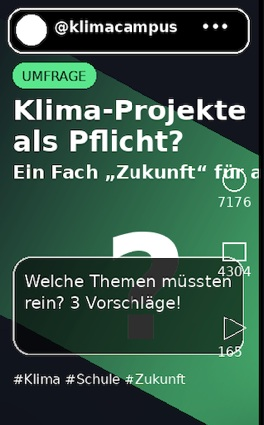 @klimacampus
UMFRAGE
Klima-Projekte
als Pflicht?
Ein Fach „Zukunft“ für a
7176
?
4304
Welche Themen müssten
rein? 3 Vorschläge!
165
#Klima #Schule #Zukunft